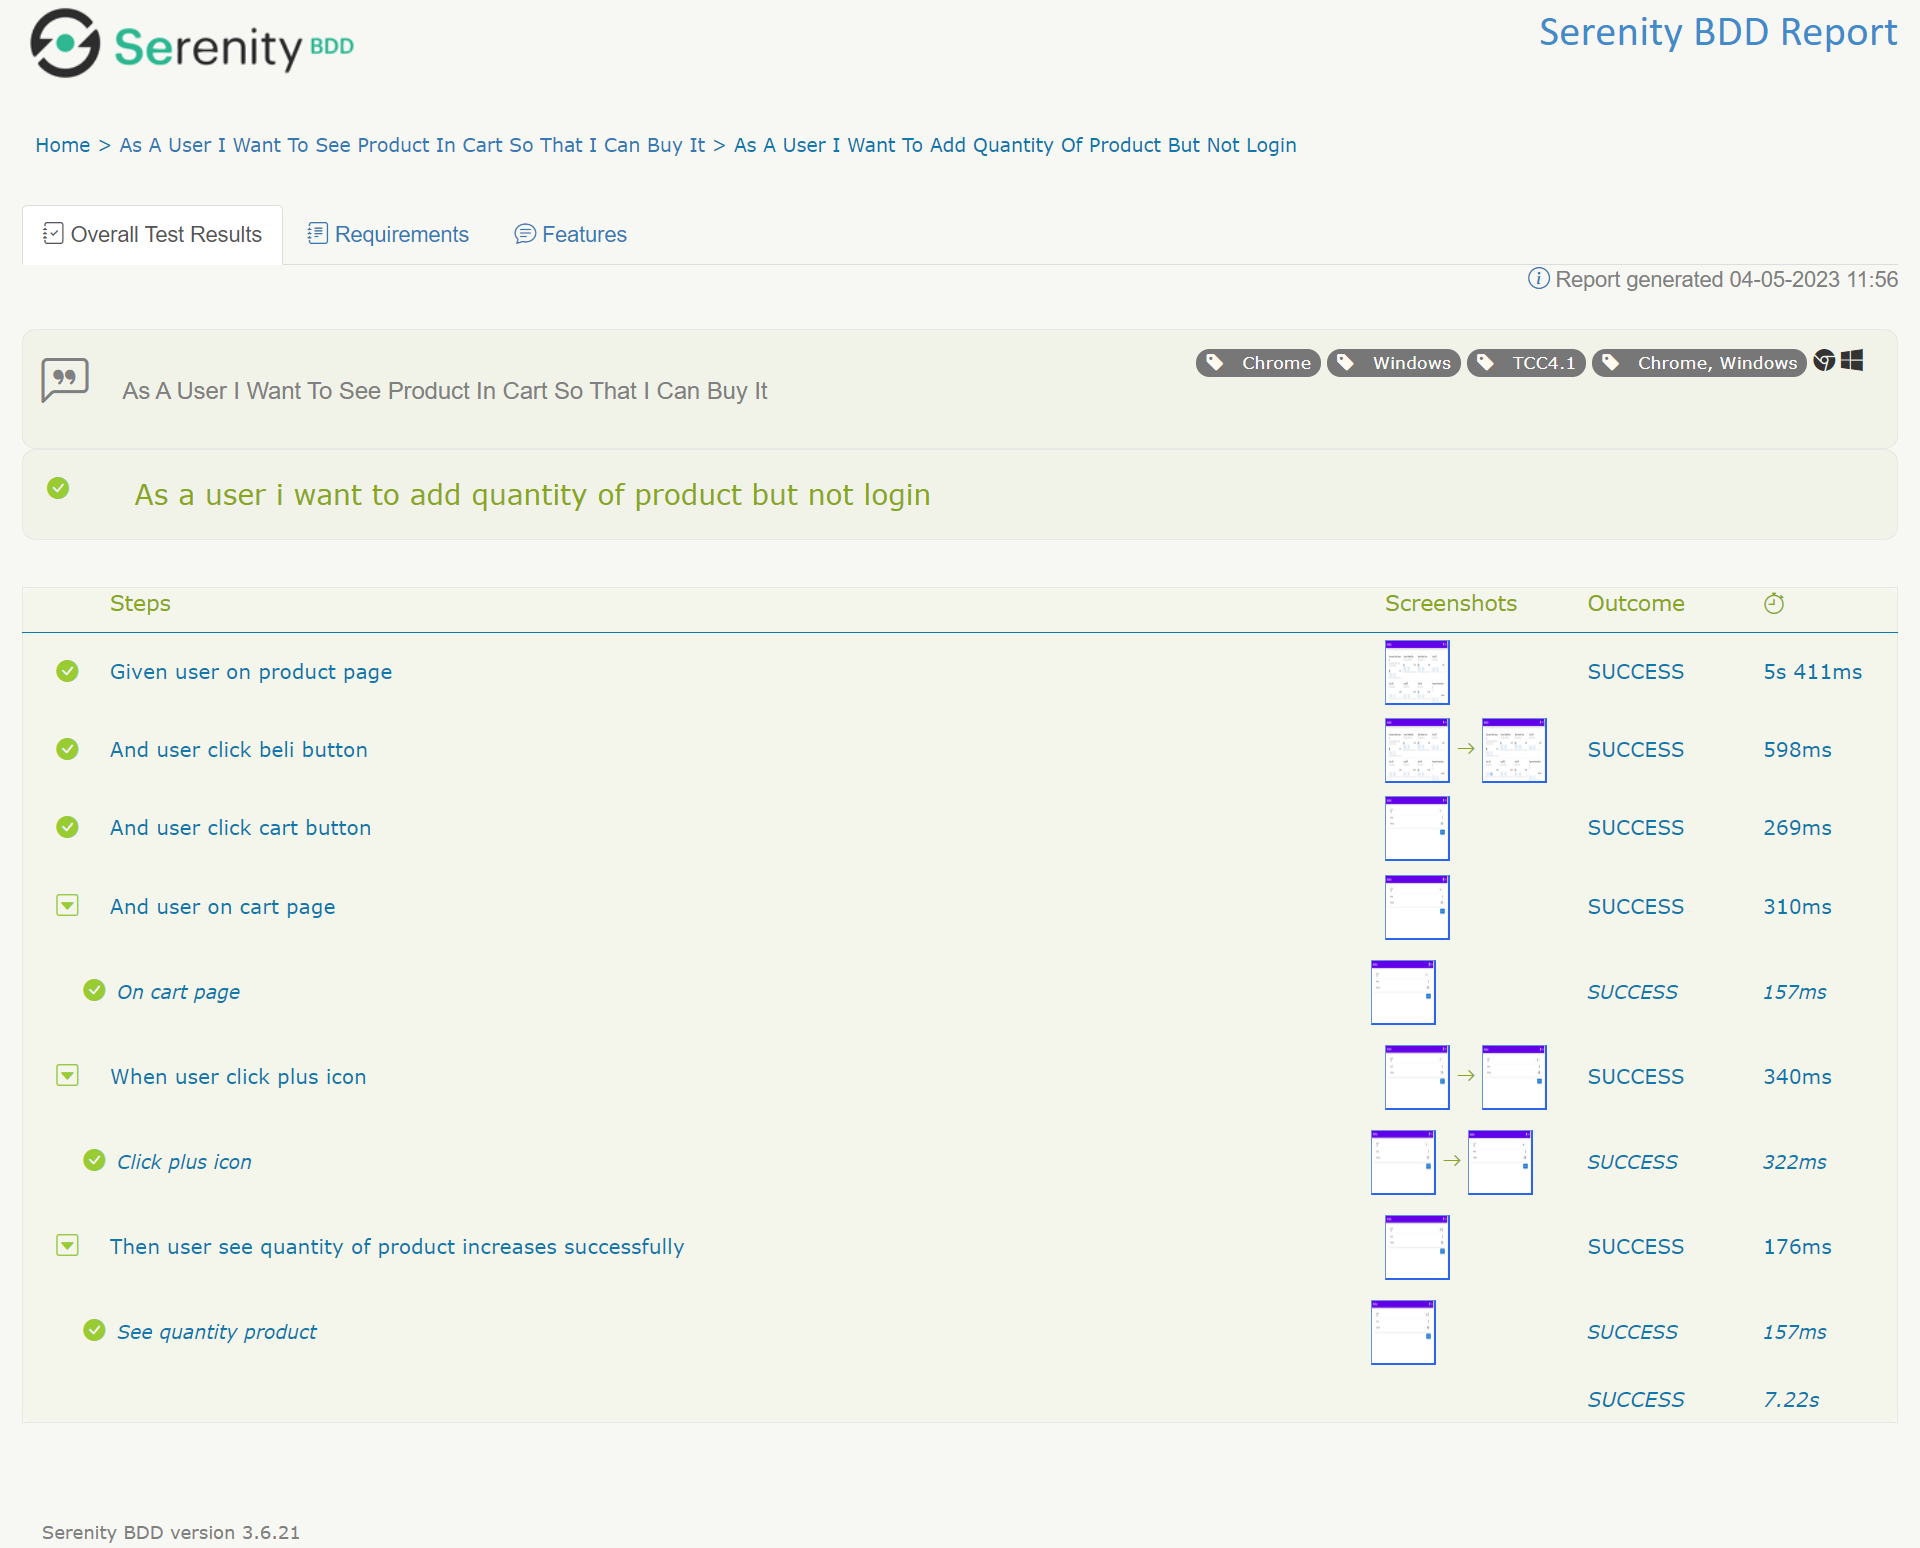 Serenity BDD
Serenity BDD Report
Home > As A User I Want To See Product In Cart So That I Can Buy It > As A User I Want To Add Quantity Of Product But Not Login
Overall Test Results Requirements Features
Report generated 04-05-2023 11:56
Chrome Windows TCC4.1 Chrome, Windows
As A User I Want To See Product In Cart So That I Can Buy It
As a user i want to add quantity of product but not login
Steps Screenshots Outcome
Given user on product page SUCCESS 5s 411ms
And user click beli button SUCCESS 598ms
And user click cart button SUCCESS 269ms
And user on cart page SUCCESS 310ms
On cart page SUCCESS 157ms
When user click plus icon SUCCESS 340ms
Click plus icon SUCCESS 322ms
Then user see quantity of product increases successfully SUCCESS 176ms
See quantity product SUCCESS 157ms
SUCCESS 7.22s
Serenity BDD version 3.6.21